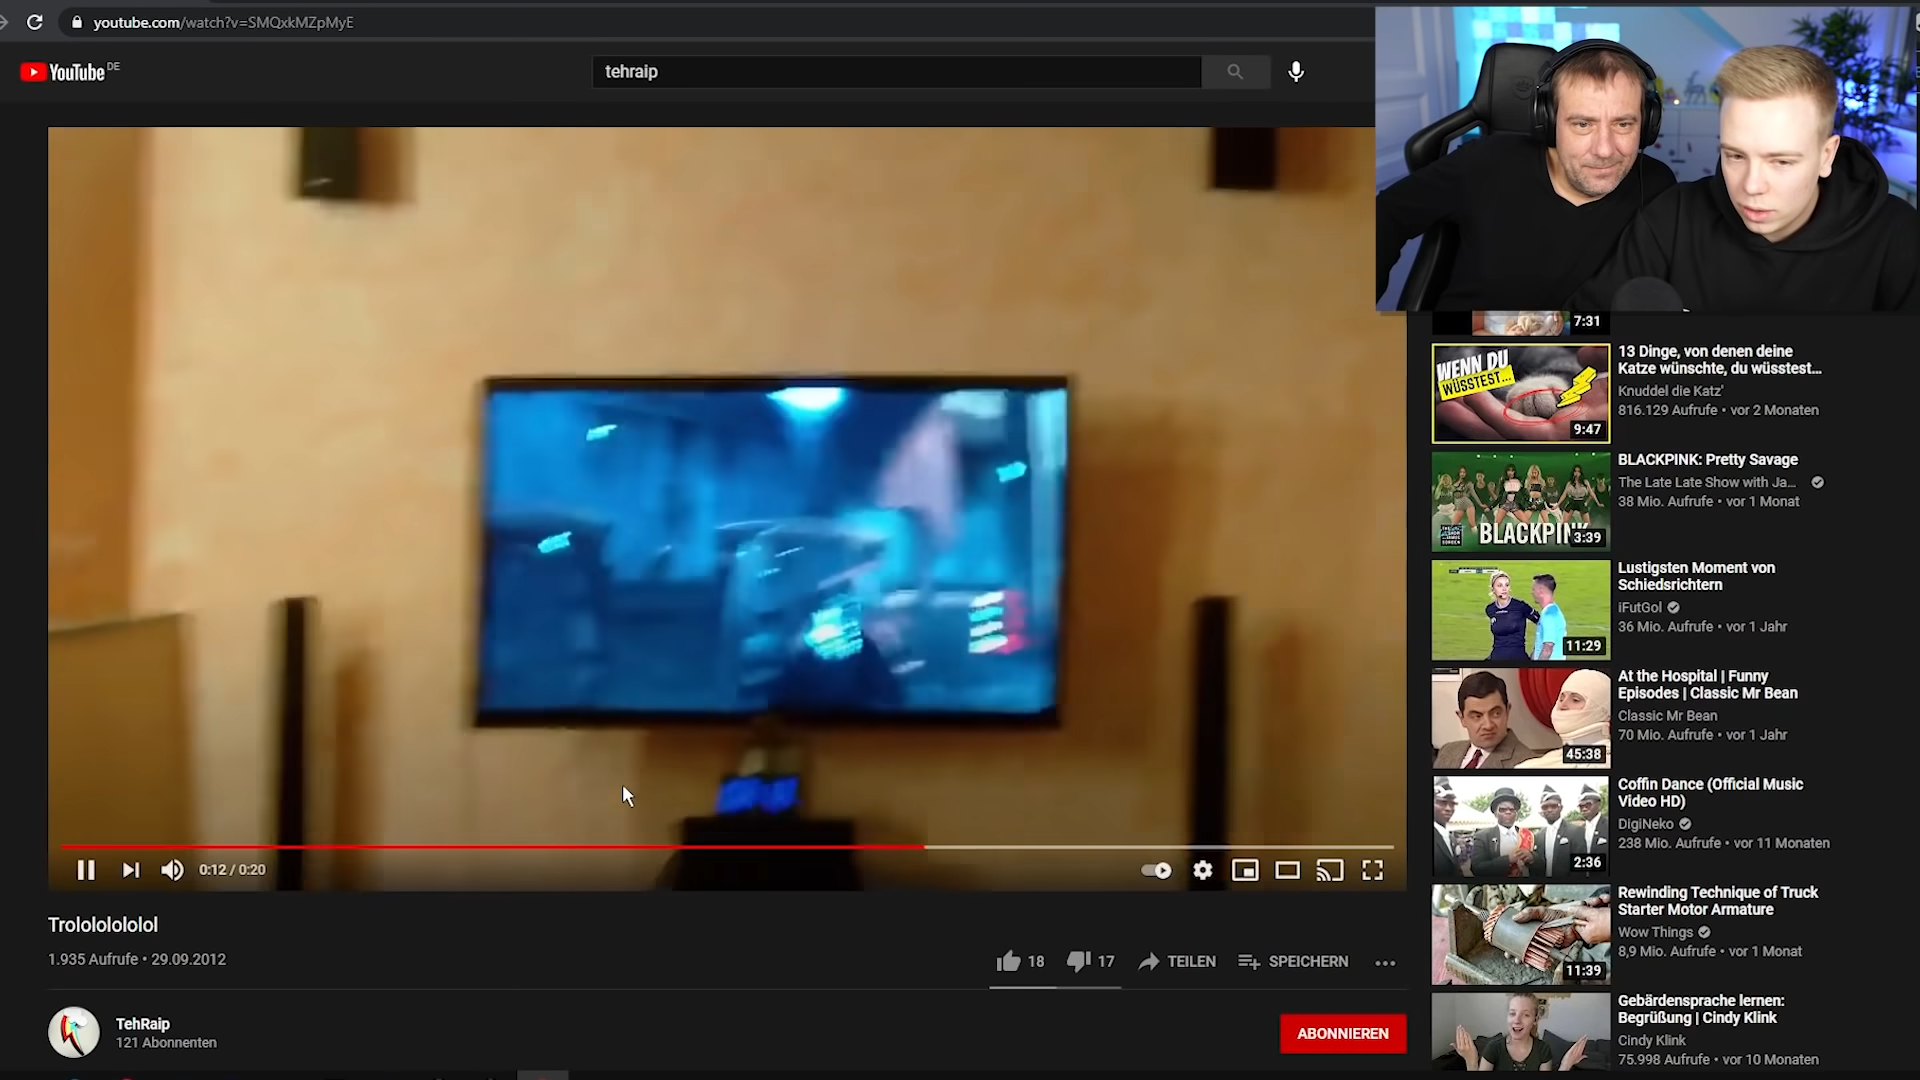 youtube.com/watch?v=SMQxkMZpMyE
YouTube DE
tehraip
0:12 / 0:20
Trolololololol
1.935 Aufrufe • 29.09.2012
18
17
TEILEN
SPEICHERN
TehRaip
121 Abonnenten
ABONNIEREN
7:31
WENN DU
WÜSSTEST...
9:47
13 Dinge, von denen deine
Katze wünschte, du wüsstest...
Knuddel die Katz'
816.129 Aufrufe • vor 2 Monaten
BLACKPIN
3:39
BLACKPINK: Pretty Savage
The Late Late Show with Ja...
38 Mio. Aufrufe • vor 1 Monat
11:29
Lustigsten Moment von
Schiedsrichtern
iFutGol
36 Mio. Aufrufe • vor 1 Jahr
45:38
At the Hospital | Funny
Episodes | Classic Mr Bean
Classic Mr Bean
70 Mio. Aufrufe • vor 1 Jahr
2:36
Coffin Dance (Official Music
Video HD)
DigiNeko
238 Mio. Aufrufe • vor 11 Monaten
11:39
Rewinding Technique of Truck
Starter Motor Armature
Wow Things
8,9 Mio. Aufrufe • vor 1 Monat
Gebärdensprache lernen:
Begrüßung | Cindy Klink
Cindy Klink
75.998 Aufrufe • vor 10 Monaten